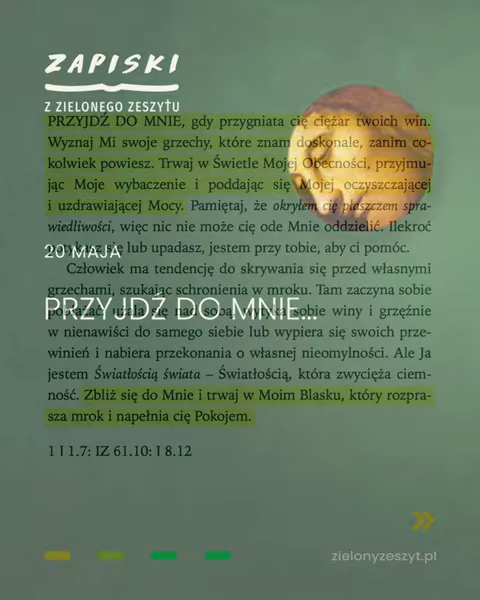 ZAPISKI
Z ZIELONEGO ZESZYTU
PRZYJDŹ DO MNIE, gdy przygniata cię ciężar twoich win.
Wyznaj Mi swoje grzechy, które znam doskonale, zanim co-
kolwiek powiesz. Trwaj w Świetle Mojej Obecności, przyjmu-
jąc Moje wybaczenie i poddając się Mojej oczyszczającej
i uzdrawiającej Mocy. Pamiętaj, że okryłem cię płaszczem spra-
wiedliwości, więc nic nie może cię ode Mnie oddzielić. Ilekroć
się lub upadasz, jestem przy tobie, aby ci pomóc.
20 MAJA
Człowiek ma tendencję do skrywania się przed własnymi
grzechami, szukając schronienia w mroku. Tam zaczyna sobie
użala się nad sobą, sobie winy i grzęźnie
PRZYJDŹ DO MNIE...
w nienawiści do samego siebie lub wypiera się swoich prze-
winień i nabiera przekonania o własnej nieomylności. Ale Ja
jestem Światłością świata – Światłością, która zwycięża ciem-
ność. Zbliż się do Mnie i trwaj w Moim Blasku, który rozpra-
sza mrok i napełnia cię Pokojem.
1 I 1.7: IZ 61.10: I 8.12
zielonyzeszyt.pl